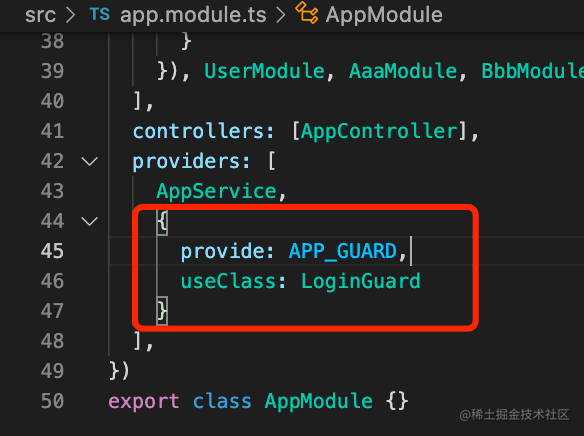 src > TS app.module.ts > AppModule
38 }
39 }), UserModule, AaaModule, BbbModule
40 ],
41 controllers: [AppController],
42 providers: [
43 AppService,
44 {
45 provide: APP_GUARD,
46 useClass: LoginGuard
47 }
48 ],
49 })
50 export class AppModule {}
@稀土掘金技术社区